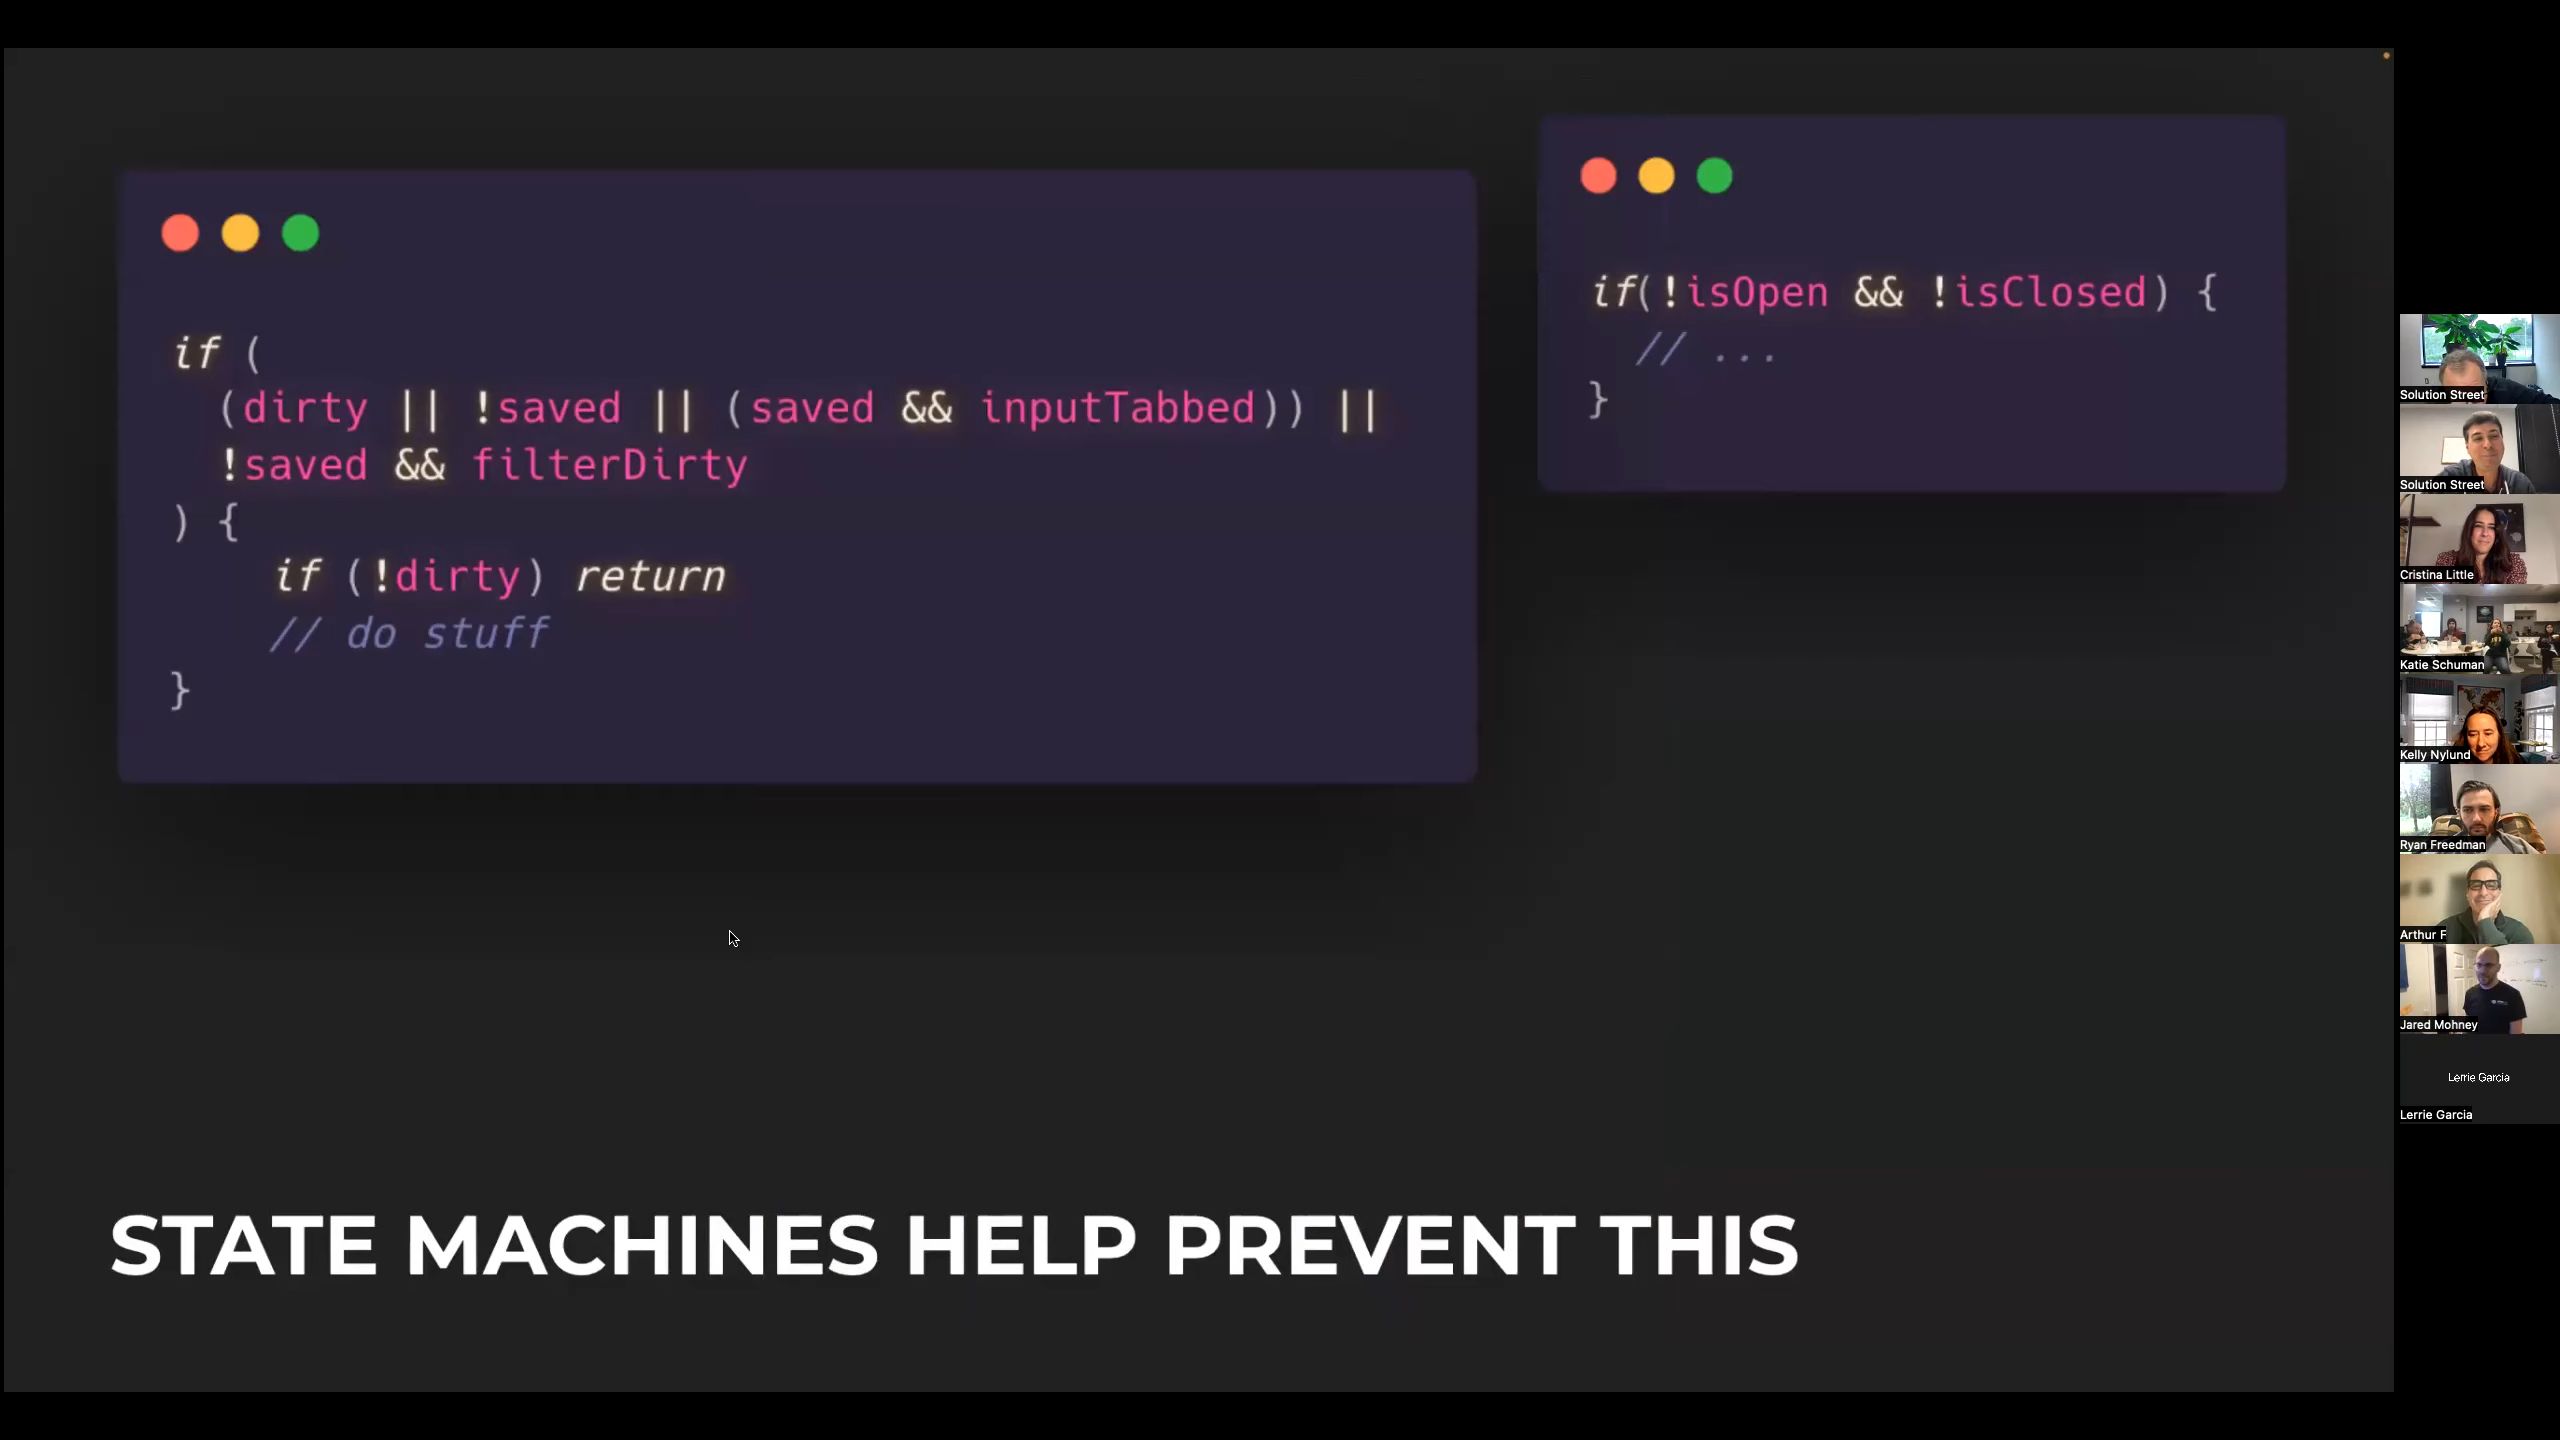 if (
(dirty || !saved || (saved && inputTabbed)) ||
!saved && filterDirty
) {
if (!dirty) return
// do stuff
}
if(!isOpen && !isClosed) {
// ...
}
STATE MACHINES HELP PREVENT THIS
Solution Street
Solution Street
Cristina Little
Katie Schuman
Kelly Nylund
Ryan Freedman
Arthur F
Jared Mohney
Lerrie Garcia
Lerrie Garcia